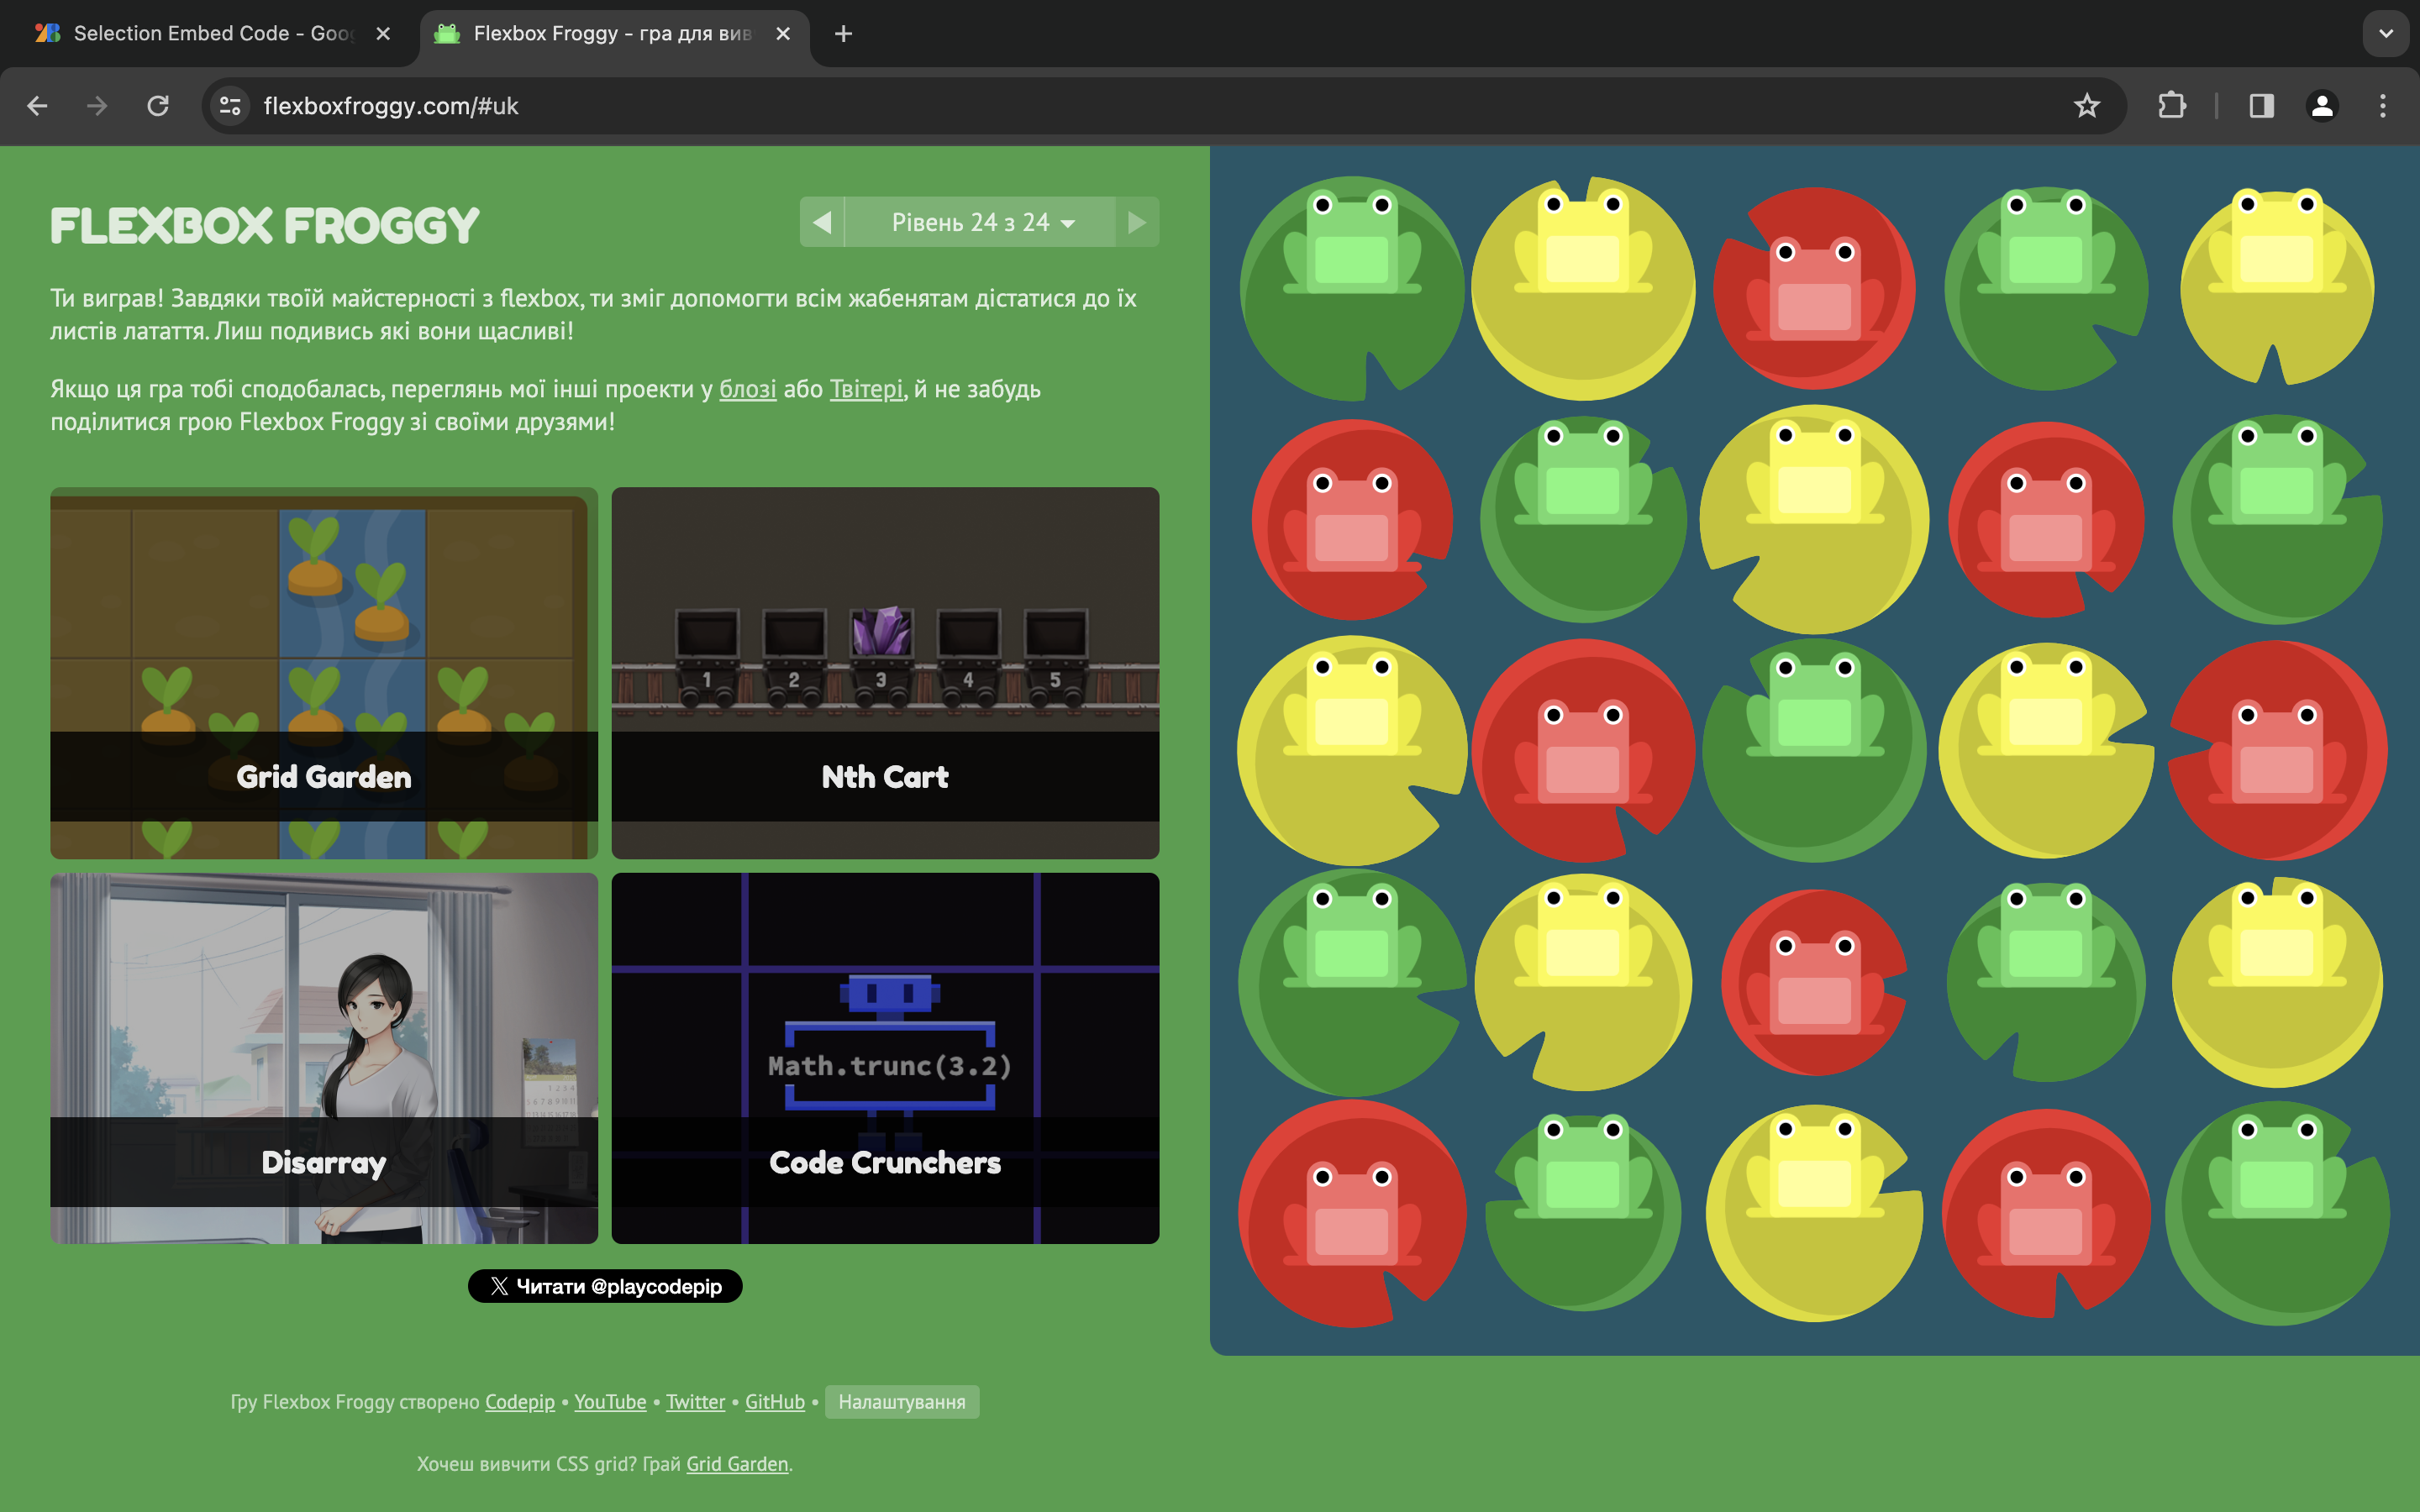 Selection Embed Code - Goo
Flexbox Froggy - гра для вив
flexboxfroggy.com/#uk
FLEXBOX FROGGY
Рівень 24 з 24
Ти виграв! Завдяки твоїй майстерності з flexbox, ти зміг допомогти всім жабенятам дістатися до їх
листів латаття. Лиш подивись які вони щасливі!
Якщо ця гра тобі сподобалась, переглянь мої інші проекти у блозі або Твітері, й не забудь
поділитися грою Flexbox Froggy зі своїми друзями!
1 2 3 4 5
Grid Garden
Nth Cart
Math.trunc(3.2)
Disarray
Code Crunchers
Читати @playcodepip
Гру Flexbox Froggy створено Codepip • YouTube • Twitter • GitHub • Налаштування
Хочеш вивчити CSS grid? Грай Grid Garden.